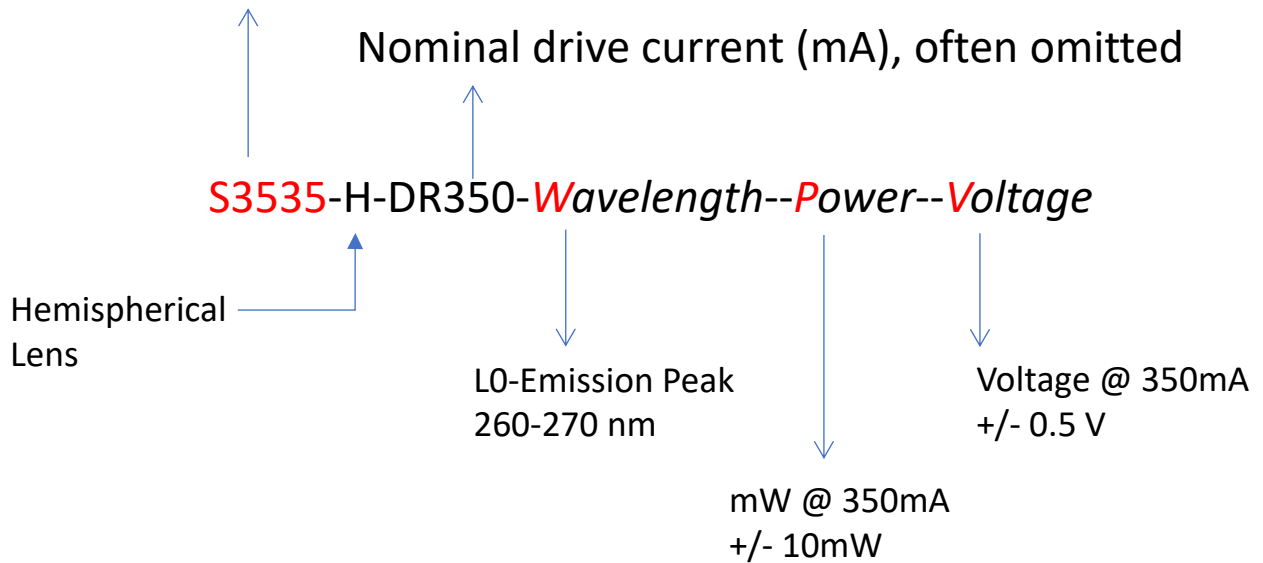 Nominal drive current (mA), often omitted
S3535-H-DR350-Wavelength--Power--Voltage
Hemispherical
Lens
L0-Emission Peak
260-270 nm
Voltage @ 350mA
+/- 0.5 V
mW @ 350mA
+/- 10mW